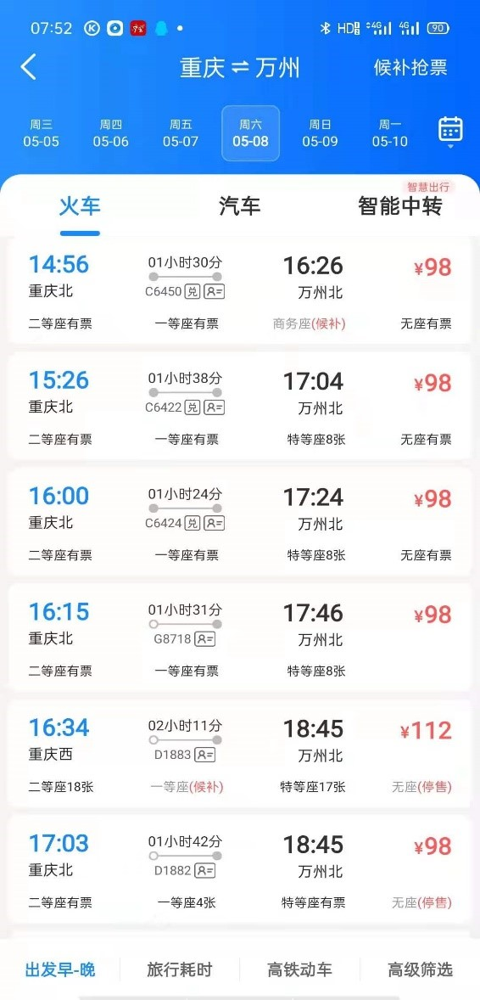 07:52 HD 4G 4G 90
重庆⇌万州 候补抢票
周三 周四 周五 周六 周日 周一
05-05 05-06 05-07 05-08 05-09 05-10
智慧出行
火车 汽车 智能中转
14:56 01小时30分 16:26 ¥98
重庆北 C6450 兑 万州北
二等座有票 一等座有票 商务座(候补) 无座有票
15:26 01小时38分 17:04 ¥98
重庆北 C6422 兑 万州北
二等座有票 一等座有票 特等座8张 无座有票
16:00 01小时24分 17:24 ¥98
重庆北 C6424 兑 万州北
二等座有票 一等座有票 特等座8张 无座有票
16:15 01小时31分 17:46 ¥98
重庆北 G8718 万州北
二等座有票 一等座有票 特等座8张
16:34 02小时11分 18:45 ¥112
重庆西 D1883 万州北
二等座18张 一等座(候补) 特等座17张 无座(停售)
17:03 01小时42分 18:45 ¥98
重庆北 D1882 万州北
二等座有票 一等座4张 特等座有票 无座(停售)
出发早-晚 旅行耗时 高铁动车 高级筛选